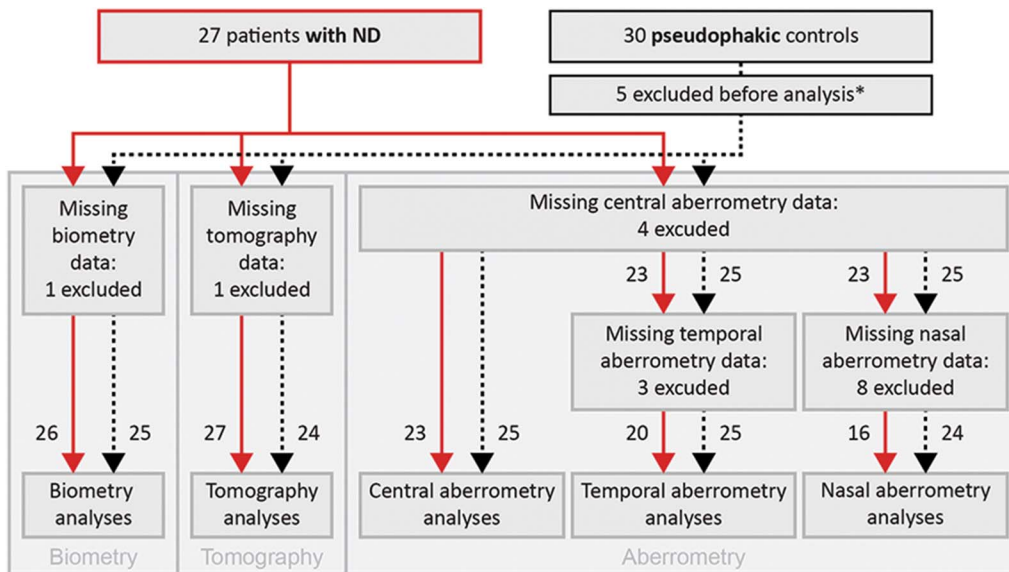 27 patients with ND
30 pseudophakic controls
5 excluded before analysis*
Missing
biometry
data:
1 excluded
Missing
tomography
data:
1 excluded
Missing central aberrometry data:
4 excuded
23
25
23
25
Missing temporal
aberrometry data:
3 excuded
Missing nasal
aberrometry data:
8 excluded
26
25
27
24
23
25
20
25
16
24
Biometry
analyses
Tomography
analyses
Central aberrometry
analyses
Temporal aberrometry
analyses
Nasal aberrometry
analyses
Biometry
Tomography
Aberrometry